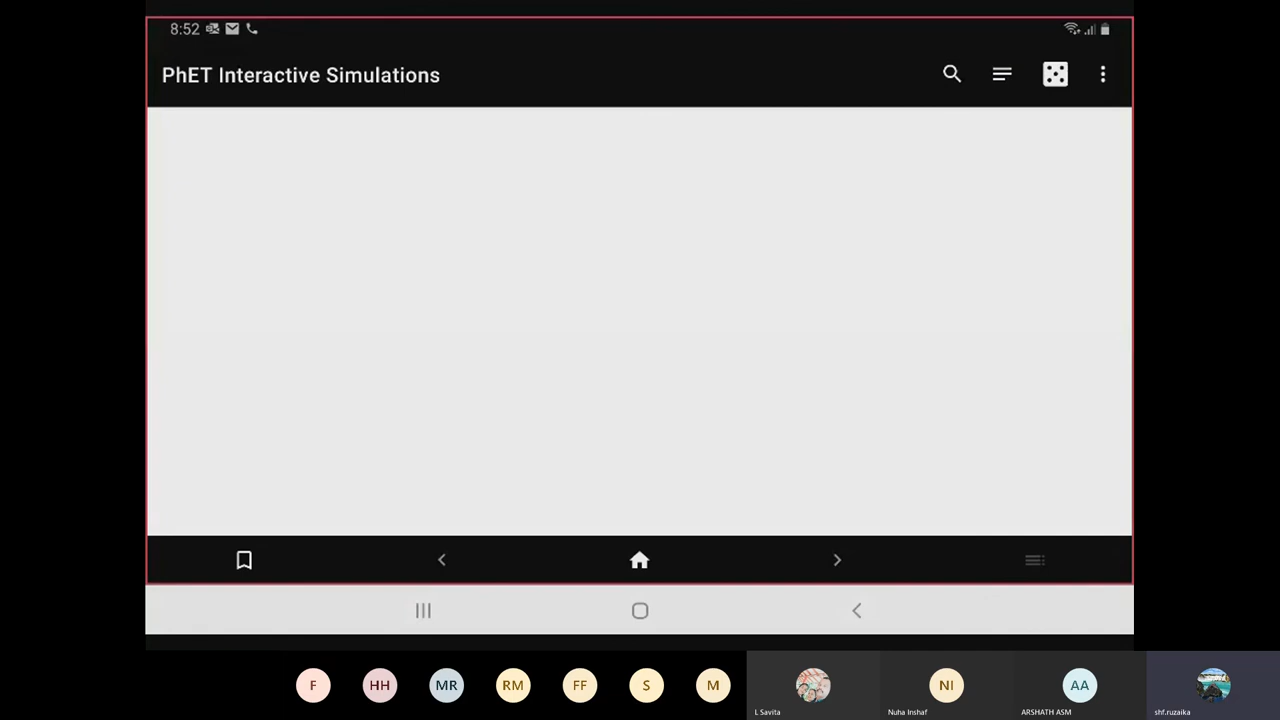 8:52
PhET Interactive Simulations
F
HH
MR
RM
FF
S
M
NI
AA
L Savita
Nuha Inshaf
ARSHATH ASM
shf.ruzaika